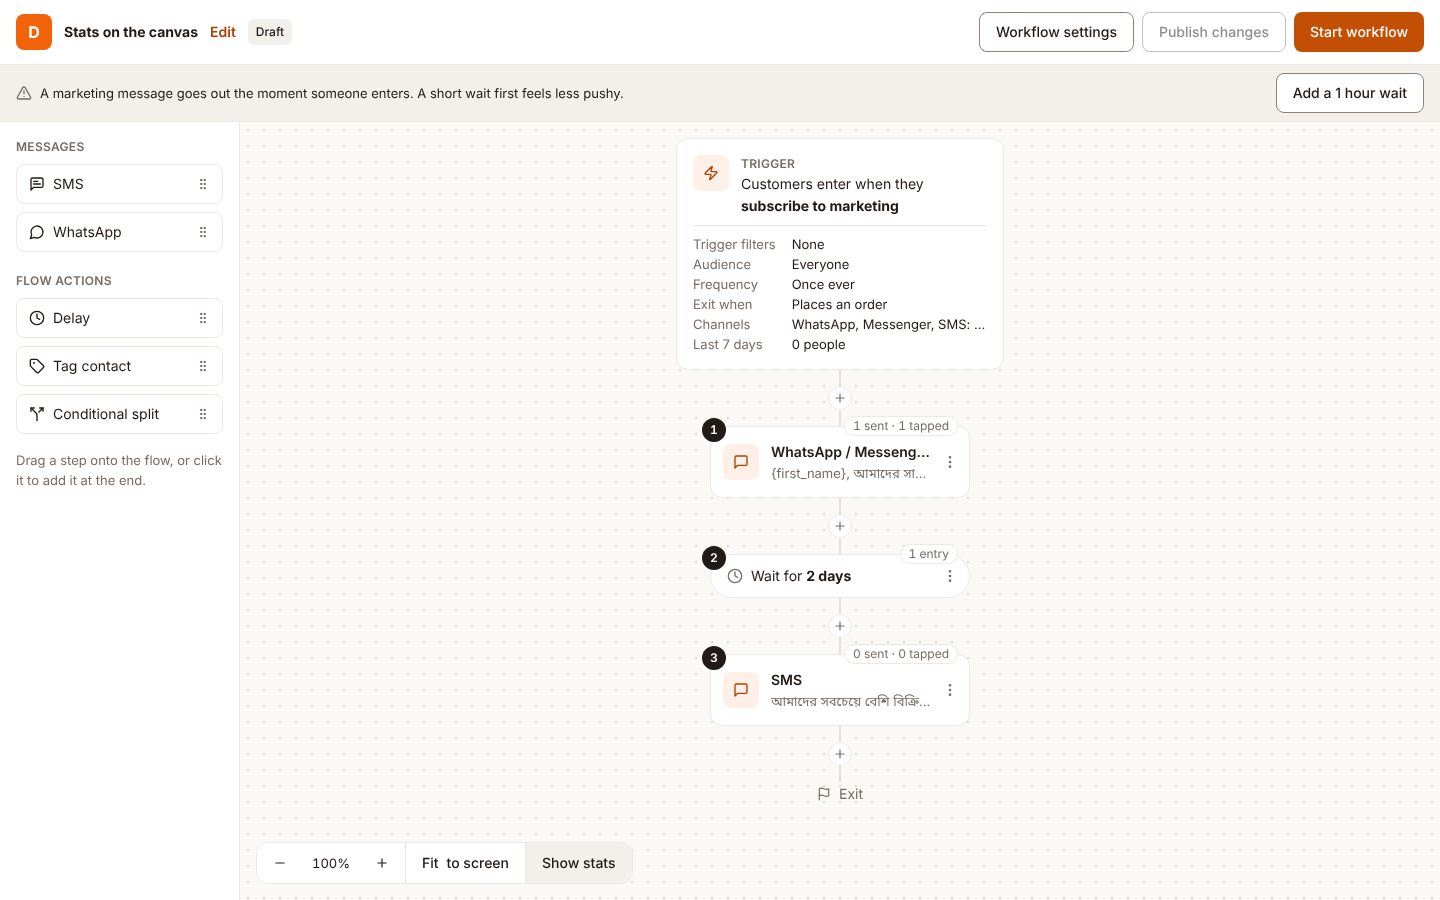 D
Stats on the canvas Edit Draft
Workflow settings Publish changes Start workflow
A marketing message goes out the moment someone enters. A short wait first feels less pushy.
Add a 1 hour wait
MESSAGES
SMS
WhatsApp
FLOW ACTIONS
Delay
Tag contact
Conditional split
Drag a step onto the flow, or click
it to add it at the end.
TRIGGER
Customers enter when they
subscribe to marketing
Trigger filters None
Audience Everyone
Frequency Once ever
Exit when Places an order
Channels WhatsApp, Messenger, SMS: ...
Last 7 days 0 people
1 sent · 1 tapped
1
WhatsApp / Messeng...
{first_name}, আমাদের সা...
1 entry
2
Wait for 2 days
0 sent · 0 tapped
3
SMS
আমাদের সবচেয়ে বেশি বিক্রি...
Exit
100% Fit to screen Show stats